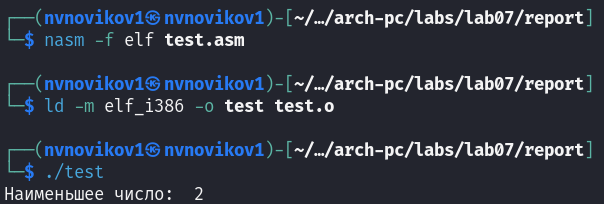 ┌──(nvnovikov1㉿nvnovikov1)-[~/…/arch-pc/labs/lab07/report]
└─$ nasm -f elf test.asm
┌──(nvnovikov1㉿nvnovikov1)-[~/…/arch-pc/labs/lab07/report]
└─$ ld -m elf_i386 -o test test.o
┌──(nvnovikov1㉿nvnovikov1)-[~/…/arch-pc/labs/lab07/report]
└─$ ./test
Наименьшее число:  2